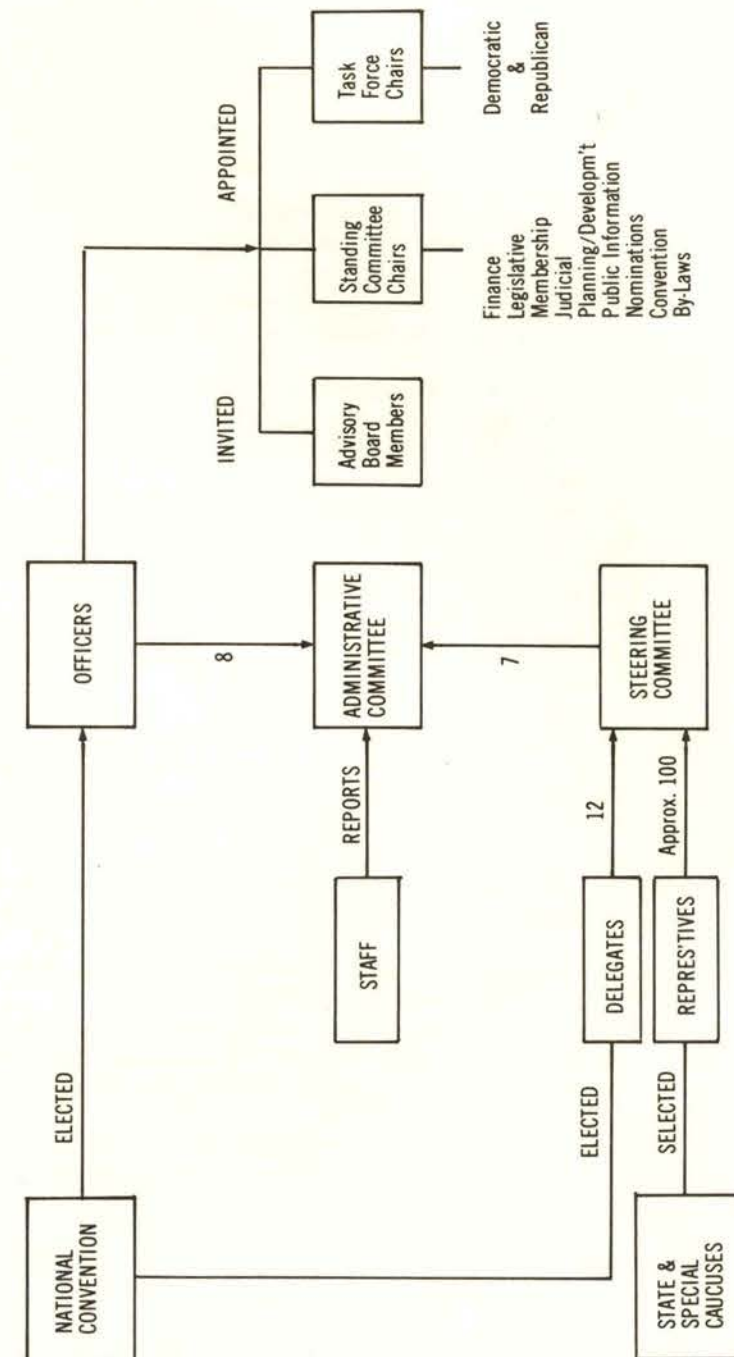 NATIONAL
CONVENTION
ELECTED
OFFICERS
8
APPOINTED
INVITED
Advisory
Board
Members
Standing
Committee
Chairs
Task
Force
Chairs
Finance
Legislative
Membership
Judicial
Planning/Developm't
Public Information
Nominations
Convention
By-Laws
Democratic
&
Republican
STAFF
REPORTS
ADMINISTRATIVE
COMMITTEE
7
ELECTED
DELEGATES
12
STEERING
COMMITTEE
STATE &
SPECIAL
CAUCUSES
SELECTED
REPRES'TIVES
Approx. 100